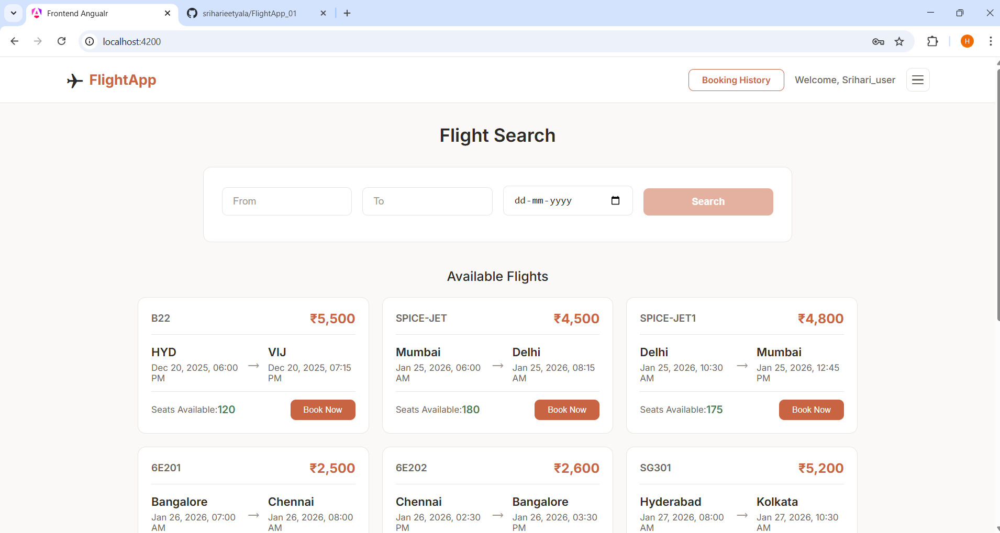 Frontend Angualr
sriharieetyala/FlightApp_01
localhost:4200
H
FlightApp
Booking History
Welcome, Srihari_user
Flight Search
From
To
dd-mm-yyyy
Search
Available Flights
B22
₹5,500
HYD
Dec 20, 2025, 06:00
PM
VIJ
Dec 20, 2025, 07:15
PM
Seats Available:120
Book Now
SPICE-JET
₹4,500
Mumbai
Jan 25, 2026, 06:00
AM
Delhi
Jan 25, 2026, 08:15
AM
Seats Available:180
Book Now
SPICE-JET1
₹4,800
Delhi
Jan 25, 2026, 10:30
AM
Mumbai
Jan 25, 2026, 12:45
PM
Seats Available:175
Book Now
6E201
₹2,500
Bangalore
Jan 26, 2026, 07:00
AM
Chennai
Jan 26, 2026, 08:00
AM
6E202
₹2,600
Chennai
Jan 26, 2026, 02:30
PM
Bangalore
Jan 26, 2026, 03:30
PM
SG301
₹5,200
Hyderabad
Jan 27, 2026, 08:00
AM
Kolkata
Jan 27, 2026, 10:30
AM